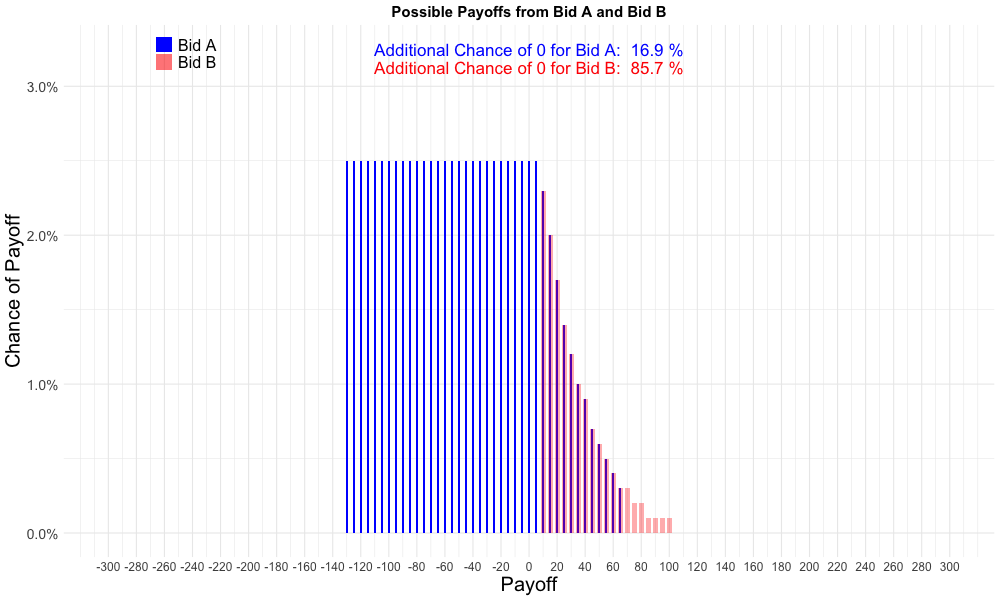 Possible Payoffs from Bid A and Bid B
Bid A
Bid B
Additional Chance of 0 for Bid A: 16.9 %
Additional Chance of 0 for Bid B: 85.7 %
Chance of Payoff
3.0%
2.0%
1.0%
0.0%
-300 -280 -260 -240 -220 -200 -180 -160 -140 -120 -100 -80 -60 -40 -20 0 20 40 60 80 100 120 140 160 180 200 220 240 260 280 300
Payoff